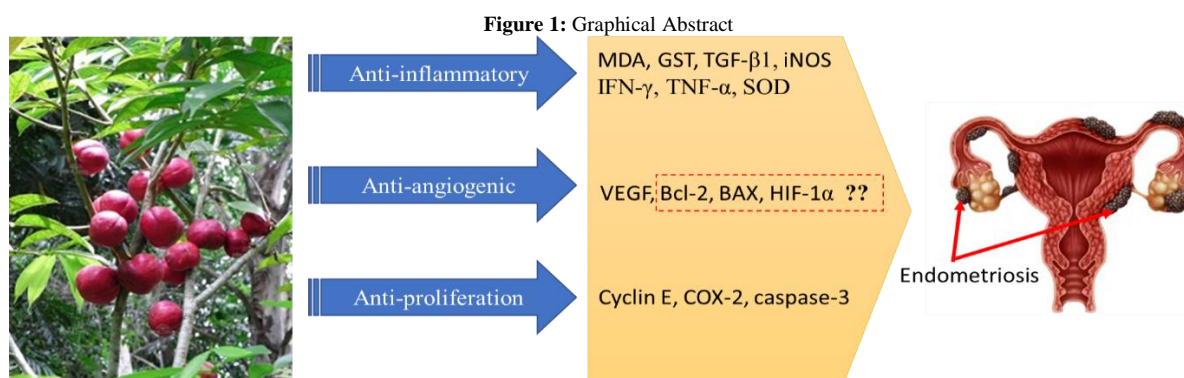 Figure 1: Graphical Abstract
Anti-inflammatory
MDA, GST, TGF-β1, iNOS
IFN-γ, TNF-α, SOD
Anti-angiogenic
VEGF, Bcl-2, BAX, HIF-1α ??
Anti-proliferation
Cyclin E, COX-2, caspase-3
Endometriosis